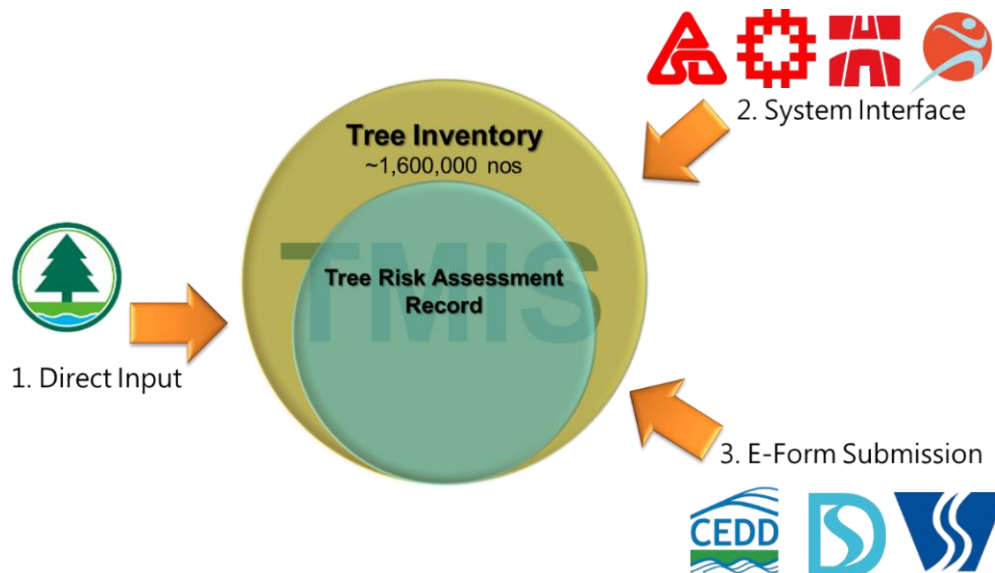 Tree Inventory
~1,600,000 nos
TMIS
Tree Risk Assessment
Record
1. Direct Input
2. System Interface
3. E-Form Submission
CEDD